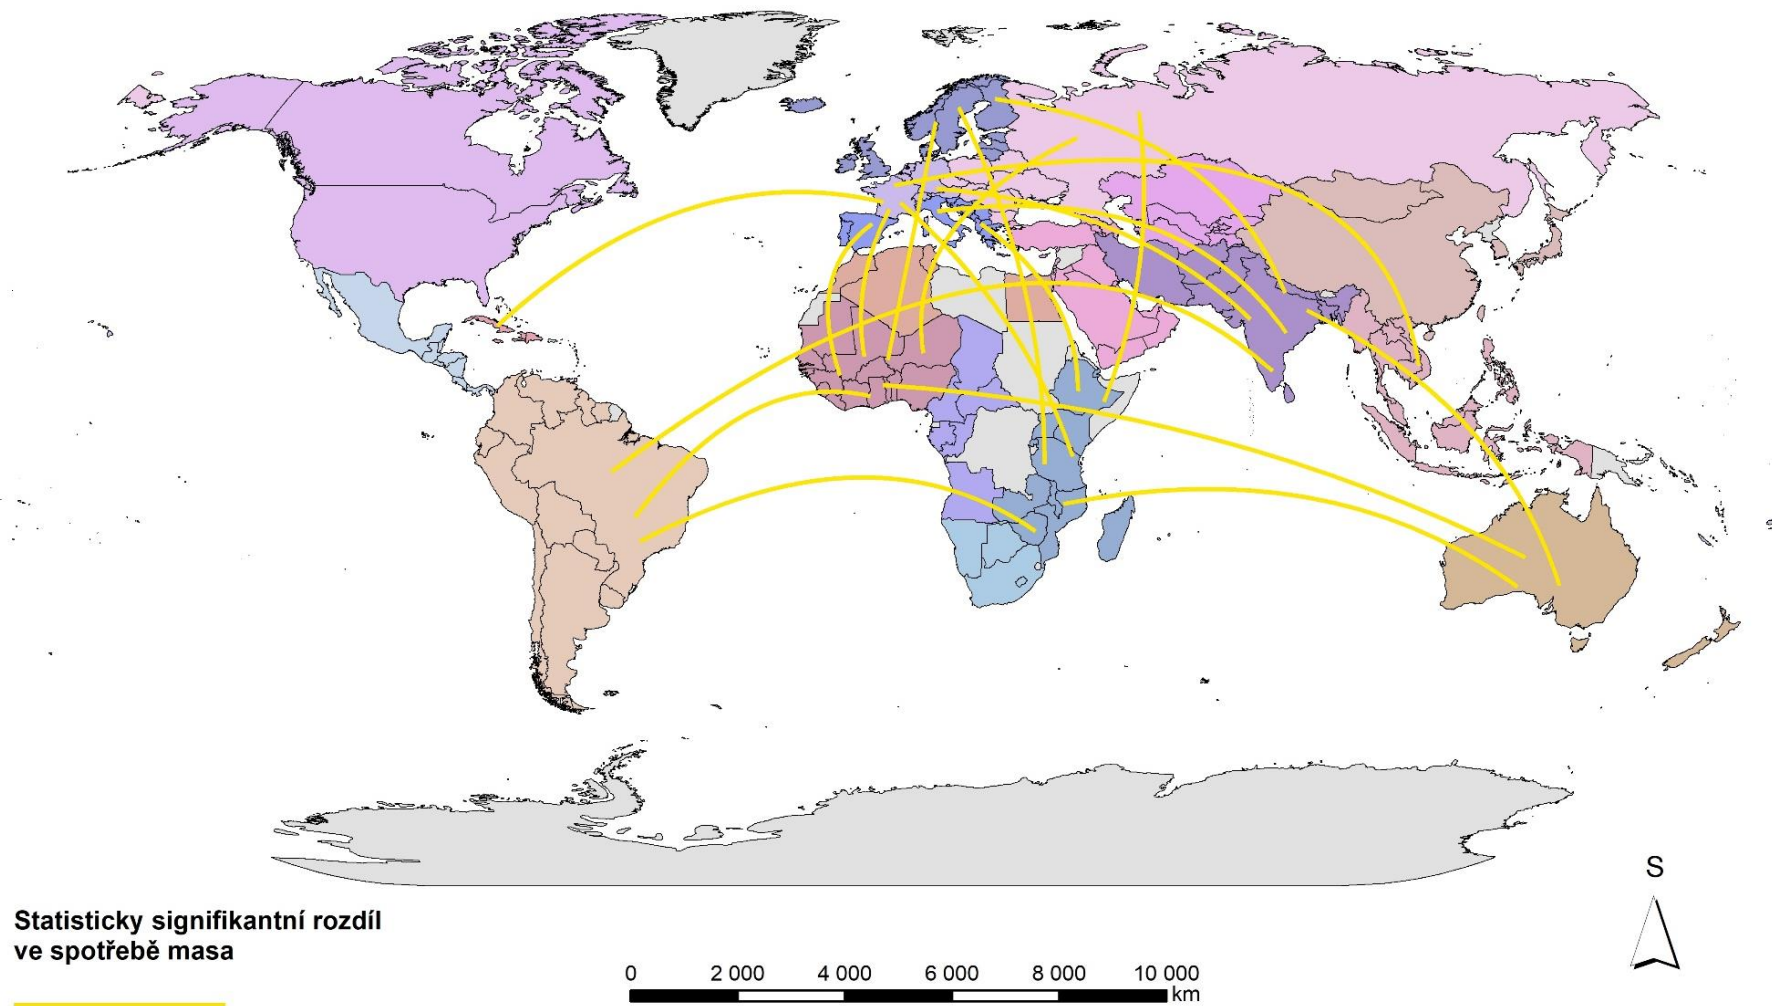 S
Statisticky signifikantní rozdíl
ve spotřebě masa
0 2 000 4 000 6 000 8 000 10 000
km